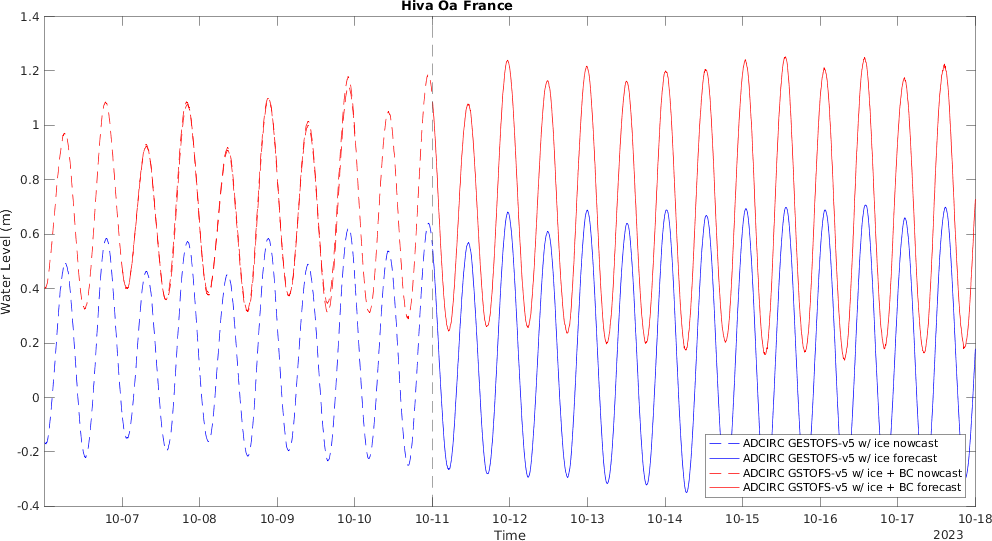 Hiva Oa France
1.4
1.2
1
0.8
0.6
0.4
0.2
0
-0.2
-0.4
Water Level (m)
ADCIRC GESTOFS-v5 w/ ice nowcast
ADCIRC GESTOFS-v5 w/ ice forecast
ADCIRC GSTOFS-v5 w/ ice + BC nowcast
ADCIRC GSTOFS-v5 w/ ice + BC forecast
10-07 10-08 10-09 10-10 10-11 10-12 10-13 10-14 10-15 10-16 10-17 10-18
Time
2023